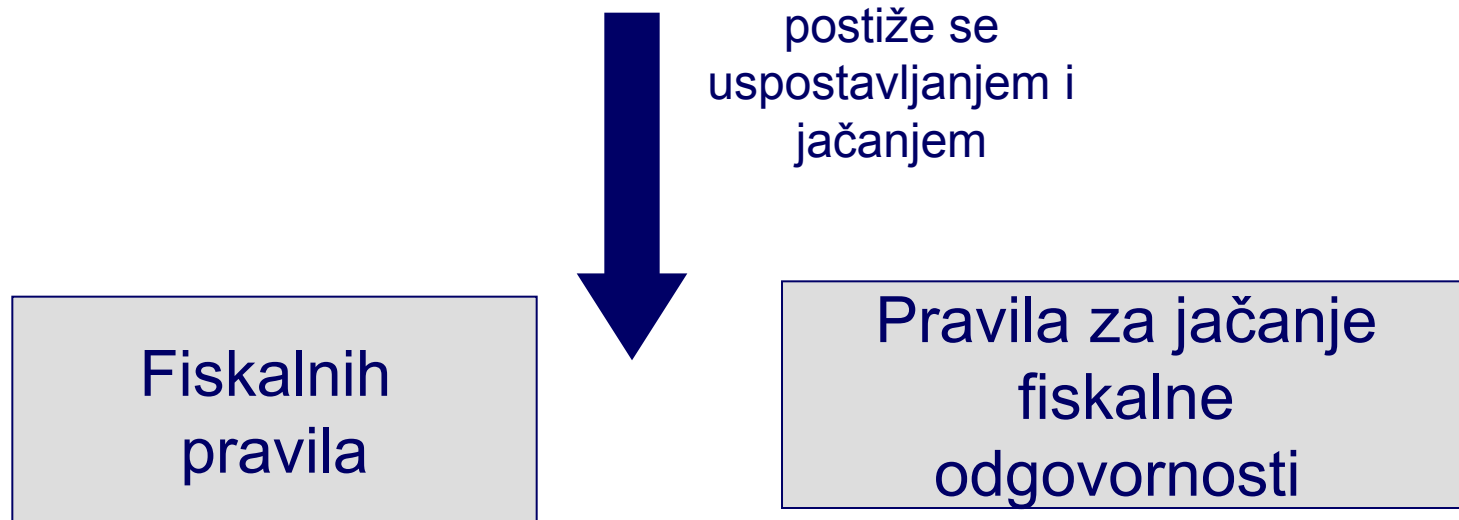 postiže se
uspostavljanjem i
jačanjem
Fiskalnih
pravila
Pravila za jačanje
fiskalne
odgovornosti